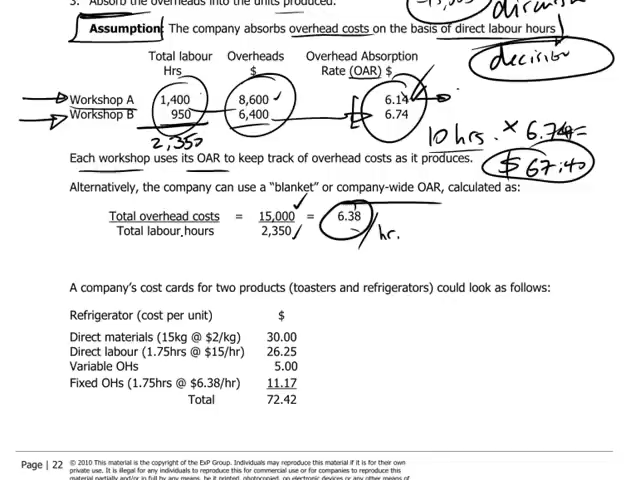 3. Absorb the overheads into the units produced.
Assumption: The company absorbs overhead costs on the basis of direct labour hours
decision
Total labour Overheads Overhead Absorption
Hrs $ Rate (OAR) $
Workshop A 1,400 8,600 6.14
Workshop B 950 6,400 6.74
2,350
10 hrs. × 6.74 =
$67.40
Each workshop uses its OAR to keep track of overhead costs as it produces.
Alternatively, the company can use a “blanket” or company-wide OAR, calculated as:
Total overhead costs = 15,000 = 6.38
Total labour hours 2,350
/hr.
A company's cost cards for two products (toasters and refrigerators) could look as follows:
Refrigerator (cost per unit) $
Direct materials (15kg @ $2/kg) 30.00
Direct labour (1.75hrs @ $15/hr) 26.25
Variable OHs 5.00
Fixed OHs (1.75hrs @ $6.38/hr) 11.17
Total 72.42
Page | 22
© 2010 This material is the copyright of the ExP Group. Individuals may reproduce this material if it is for their own
private use. It is illegal for any individuals to reproduce this for commercial use or for companies to reproduce this
material partially and/or in full by any means, be it printed, photocopied, on electronic devices or any other means of